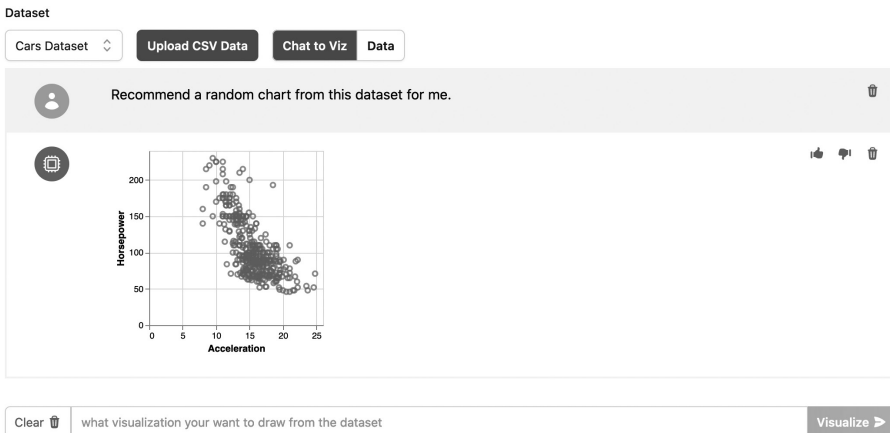 Dataset
Cars Dataset Upload CSV Data Chat to Viz Data
Recommend a random chart from this dataset for me.
200
150
100
50
0
Horsepower
0 5 10 15 20 25
Acceleration
Clear what visualization your want to draw from the dataset Visualize